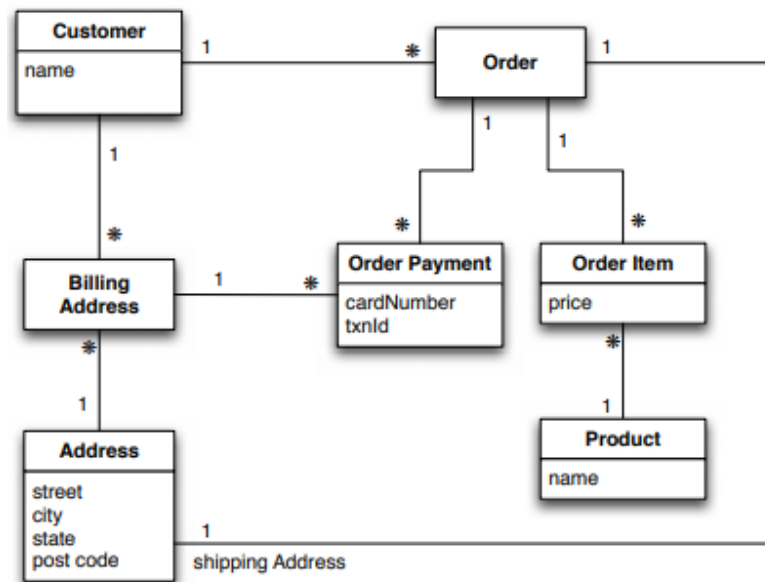 Customer
name
1
*
Order
1
1
1
1
*
*
*
Billing
Address
1
*
Order Payment
cardNumber
txnId
Order Item
price
*
*
1
1
Product
name
Address
street
city
state
post code
1
shipping Address